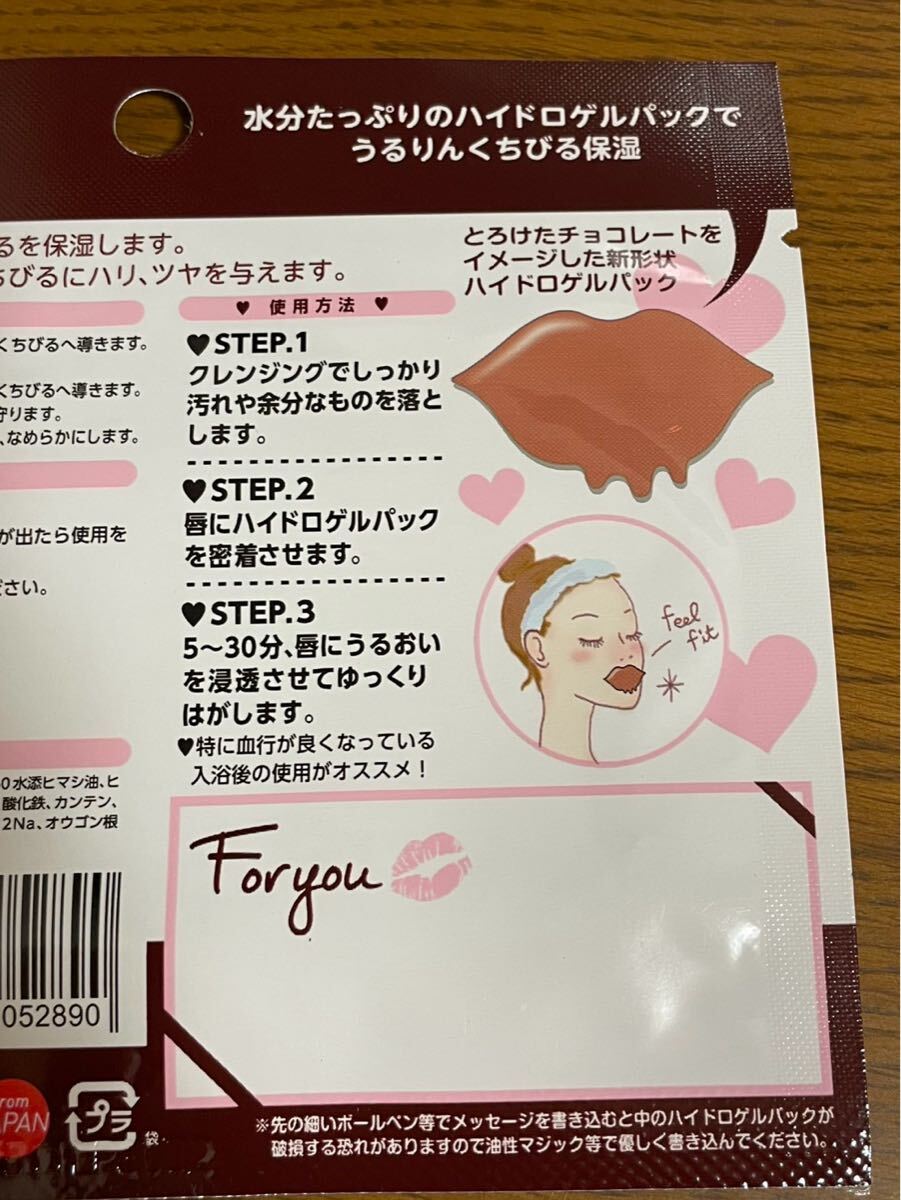 水分たっぷりのハイドロゲルパックで
うるりんくちびる保湿
るを保湿します。
ちびるにハリ、ツヤを与えます。
とろけたチョコレートを
イメージした新形状
ハイドロゲルパック
くちびるへ導きます。
くちびるへ導きます。
守ります。
、なめらかにします。
が出たら使用を
ださい。
♥ 使用方法 ♥
♥STEP.1
クレンジングでしっかり
汚れや余分なものを落と
します。
♥STEP.2
唇にハイドロゲルパック
を密着させます。
♥STEP.3
5〜30分、唇にうるおい
を浸透させてゆっくり
はがします。
♥特に血行が良くなっている
入浴後の使用がオススメ！
feel
fit
0水添ヒマシ油、ヒ
酸化鉄、カンテン、
2Na、オウゴン根
052890
For you
from
JAPAN
プラ
袋
※先の細いボールペン等でメッセージを書き込むと中のハイドロゲルパックが
破損する恐れがありますので油性マジック等で優しく書き込んでください。